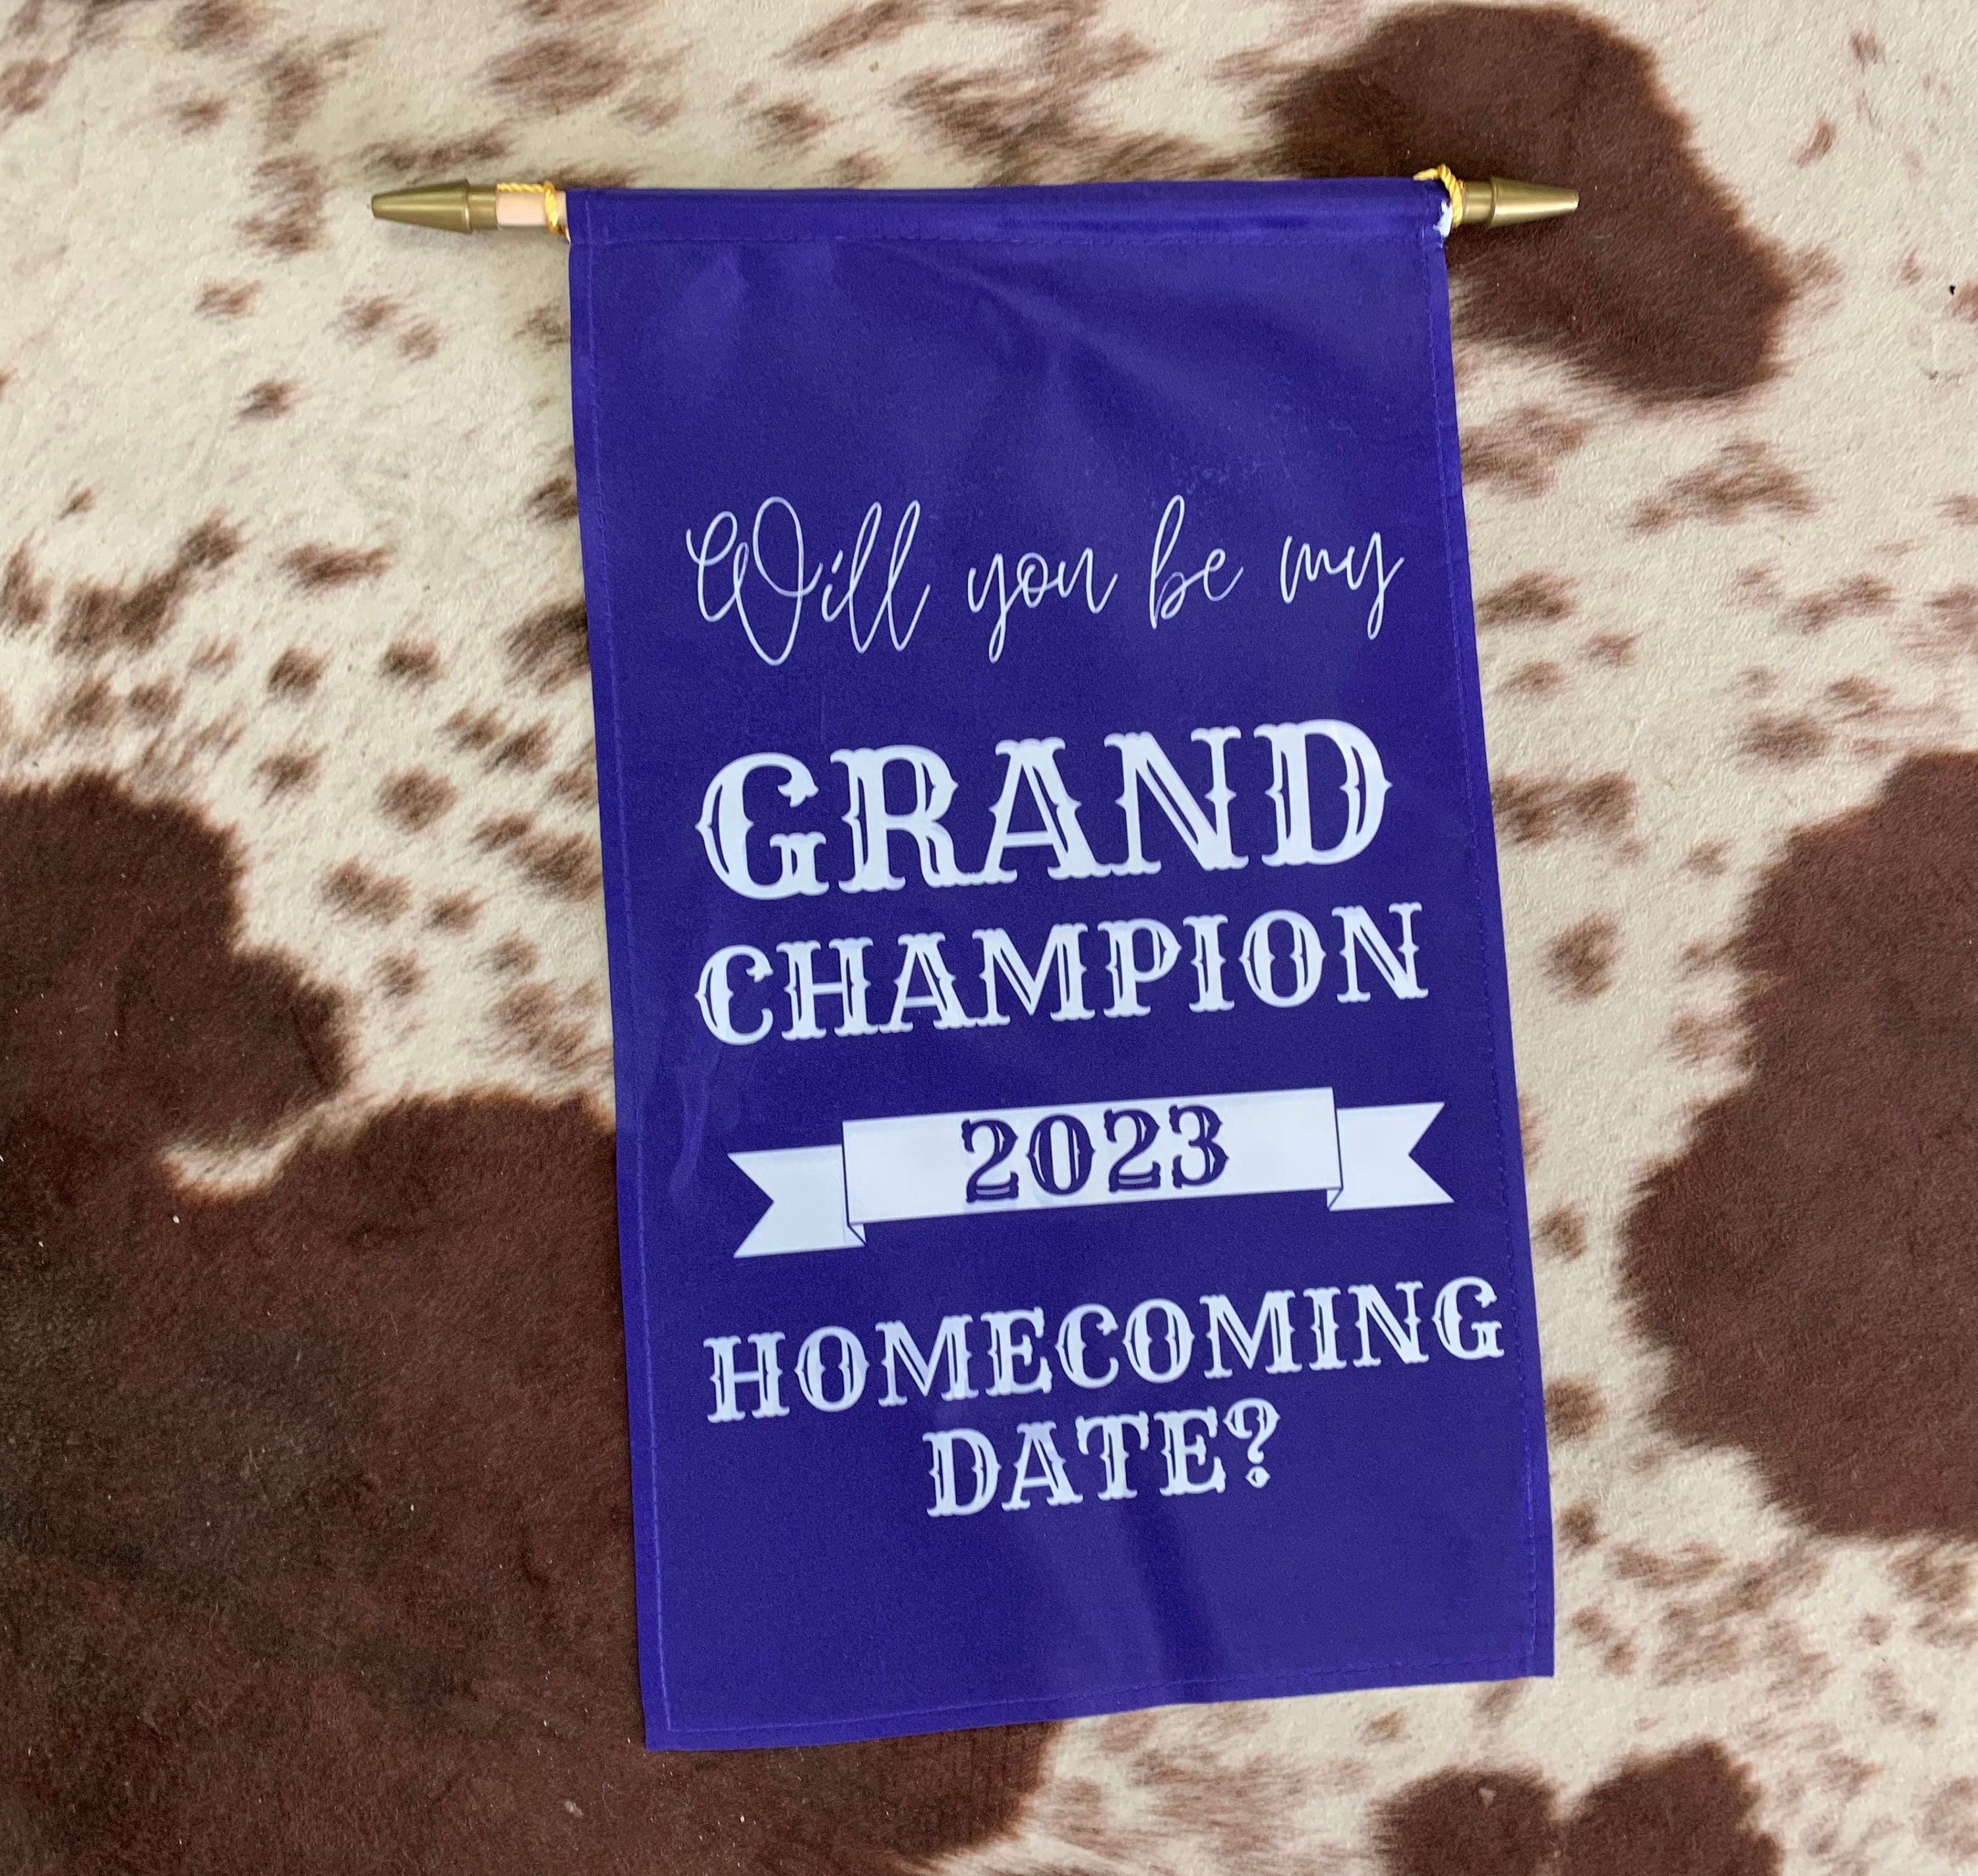 Will you be my
GRAND
CHAMPION
2023
HOMECOMING
DATE?